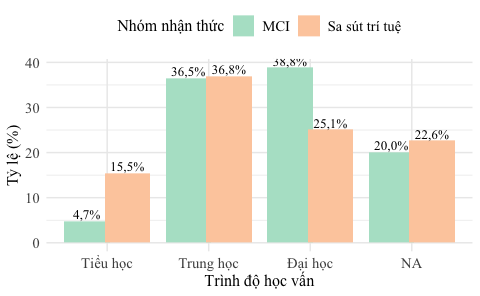 Nhóm nhận thức MCI Sa sút trí tuệ
Tỷ lệ (%)
40
30
20
10
0
4,7% 15,5% 36,5% 36,8% 38,8% 25,1% 20,0% 22,6%
Tiểu học Trung học Đại học NA
Trình độ học vấn